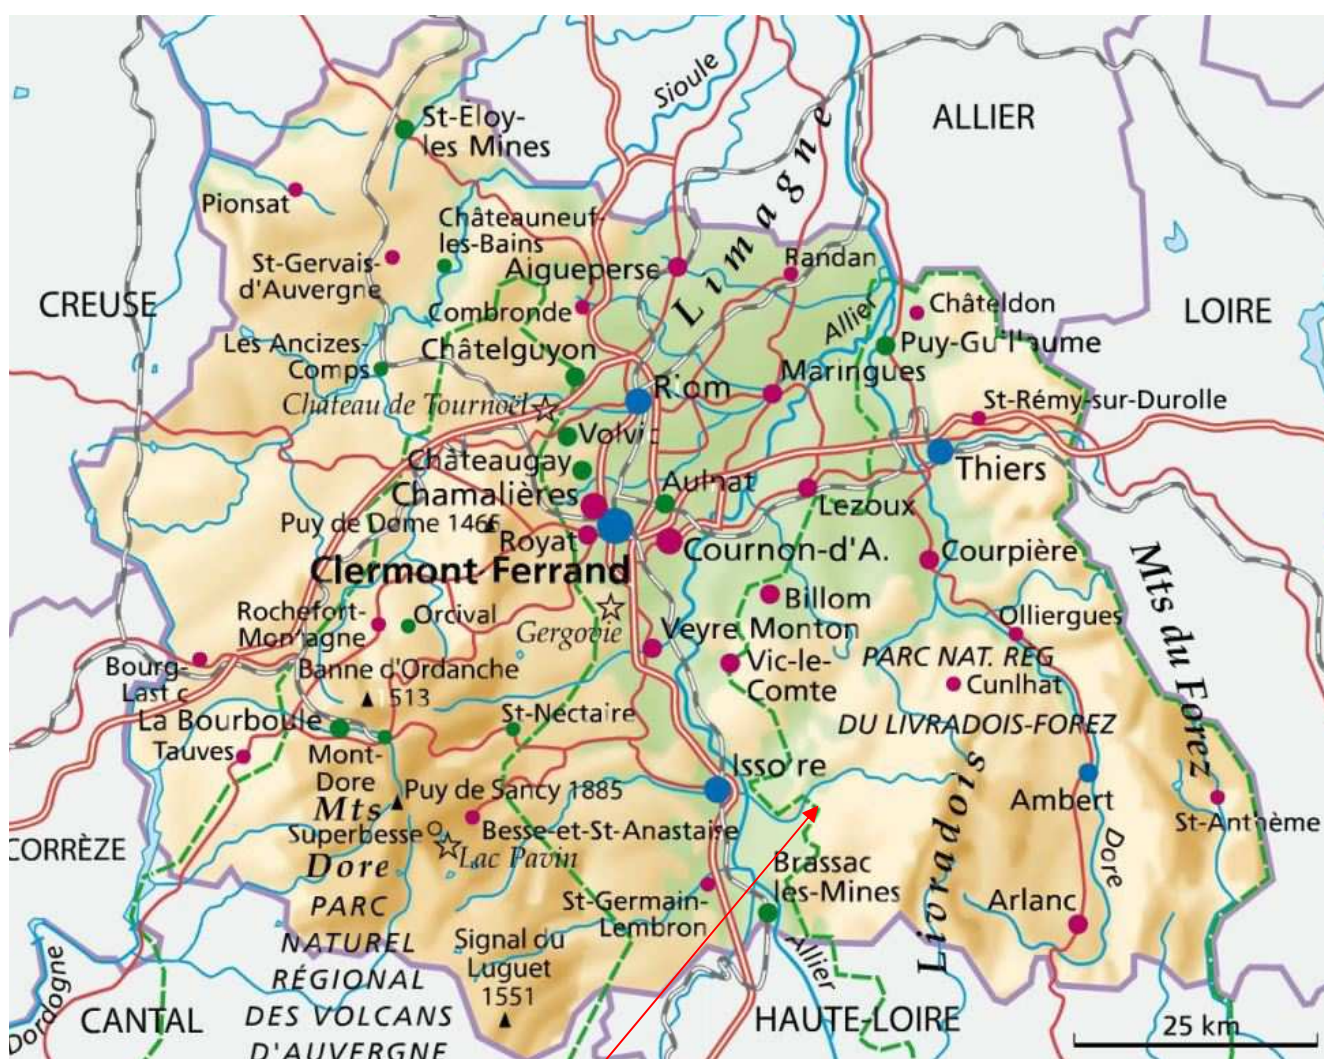 Sioule
ALLIER
St-Éloy-
les Mines
Limagne
Pionsat
Châteauneuf-
les-Bains
St-Gervais-
d'Auvergne
Aigueperse
Randan
CREUSE
Combronde
Allier
Châteldon
LOIRE
Les Ancizes-
Comps
Châtelguyon
Puy-Gu'l'aume
Riom
Maringues
Château de Tournoël
St-Rémy-sur-Durolle
Volvic
Châteaugay
Thiers
Chamalières
Aulnat
Lezoux
Puy de Dome 1465
Royat
Cournon-d'A.
Courpière
Clermont Ferrand
Mts du Forez
Billom
Rochefort-
Montagne
Orcival
Gergovie
Olliergues
Veyre Monton
Bourg-
Banne d'Ordanche
1513
Vic-le-
Comte
PARC NAT. REG
Cunlhat
La Bourboule
St-Nectaire
DU LIVRADOIS-FOREZ
Tauves
Mont-
Dore
Issoire
Livradois
Mts
Dore
Puy de Sancy 1885
Ambert
Superbesse
Besse-et-St-Anastaise
St-Anthème
CORRÈZE
Lac Pavin
Brassac
les-Mines
Dore
PARC
NATUREL
RÉGIONAL
DES VOLCANS
D'AUVERGNE
St-Germain-
Lembron
Arlanc
Signal du
Luguet
1551
Allier
Dordogne
CANTAL
HAUTE-LOIRE
25 km